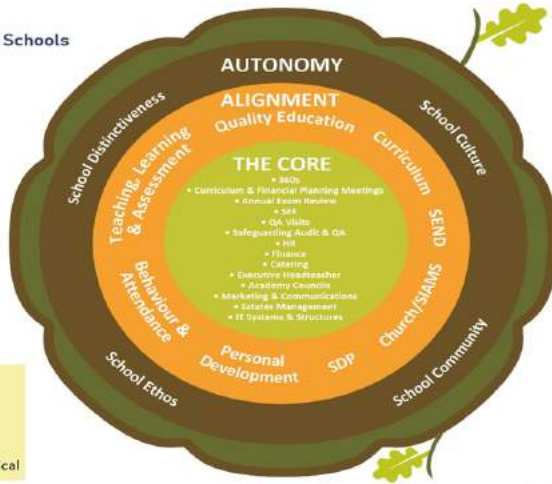 Schools
AUTONOMY
School Distinctiveness
School Culture
School Ethos
School Community
ALIGNMENT
Quality Education
Teaching, Learning
& Assessment
Curriculum
SEND
Church/SIAMS
SDP
Personal
Development
Behaviour &
Attendance
THE CORE
• 360s
• Curriculum & Financial Planning Meetings
• Annual Exam Review
• SEF
• QA Visits
• Safeguarding Audit & QA
• HR
• Finance
• Catering
• Executive Headteacher
• Academy Councils
• Marketing & Communications
• Estates Management
• IT Systems & Structures
ical